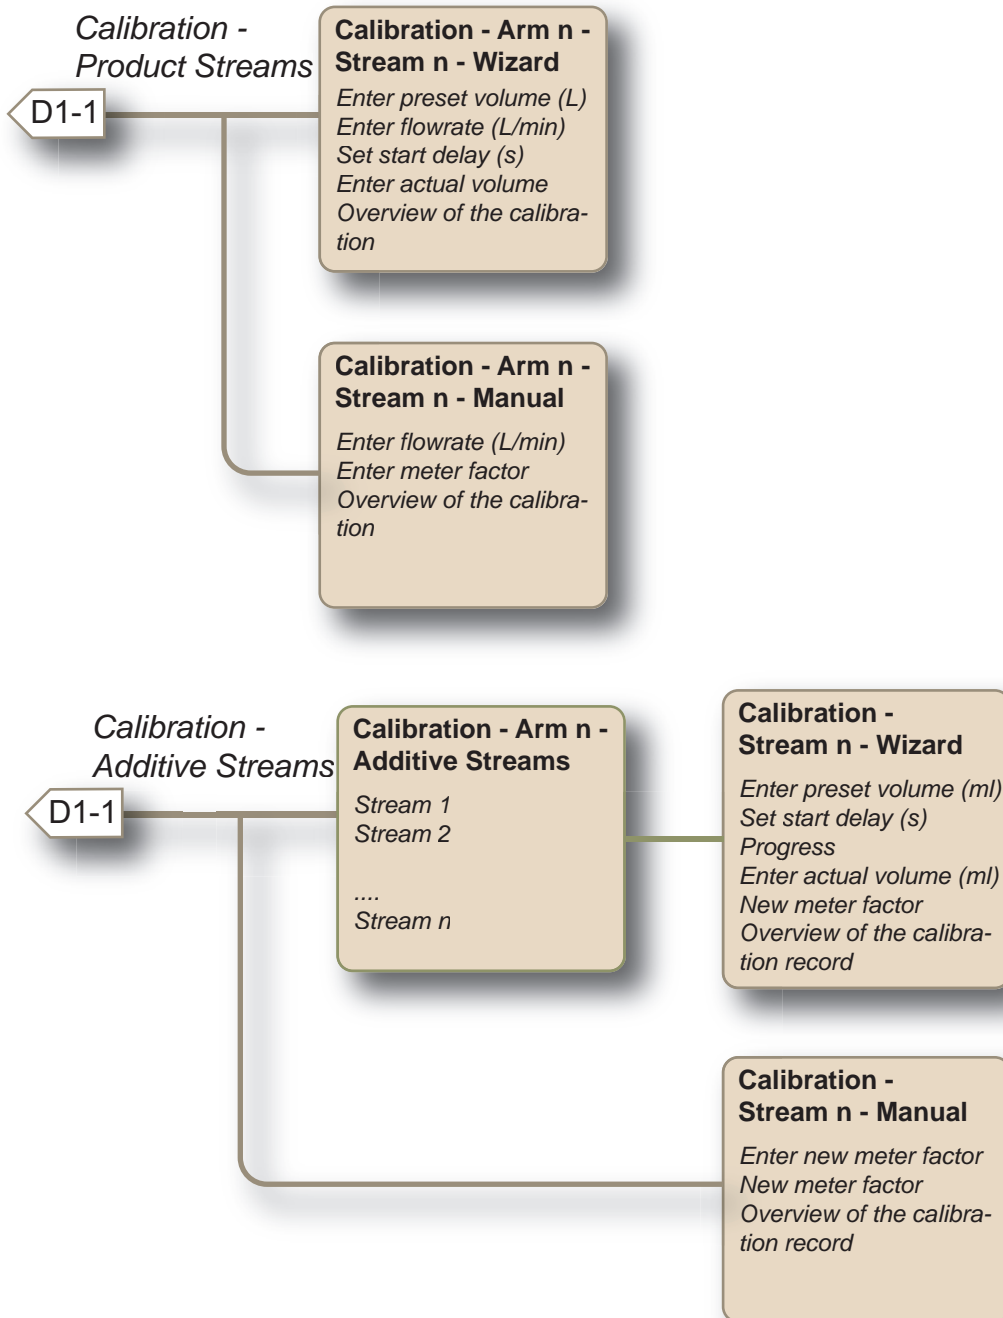 Calibration -
Product Streams
D1-1
Calibration - Arm n -
Stream n - Wizard
Enter preset volume (L)
Enter flowrate (L/min)
Set start delay (s)
Enter actual volume
Overview of the calibra-
tion
Calibration - Arm n -
Stream n - Manual
Enter flowrate (L/min)
Enter meter factor
Overview of the calibra-
tion
Calibration -
Additive Streams
D1-1
Calibration - Arm n -
Additive Streams
Stream 1
Stream 2
....
Stream n
Calibration -
Stream n - Wizard
Enter preset volume (ml)
Set start delay (s)
Progress
Enter actual volume (ml)
New meter factor
Overview of the calibra-
tion record
Calibration -
Stream n - Manual
Enter new meter factor
New meter factor
Overview of the calibra-
tion record